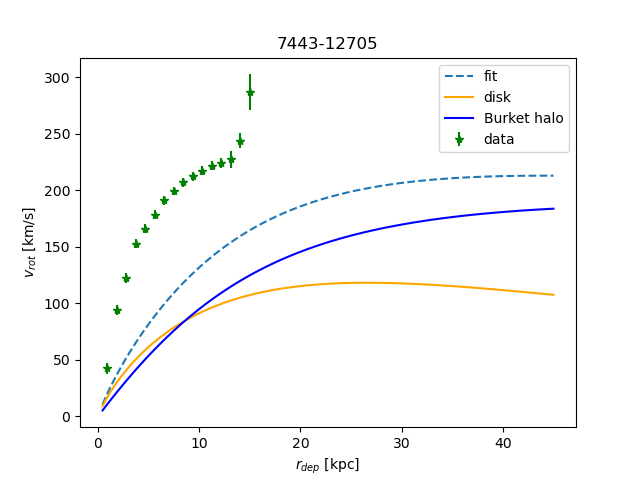 7443-12705
300
250
200
150
100
50
0
v_rot [km/s]
fit
disk
Burket halo
data
0 10 20 30 40
r_dep [kpc]